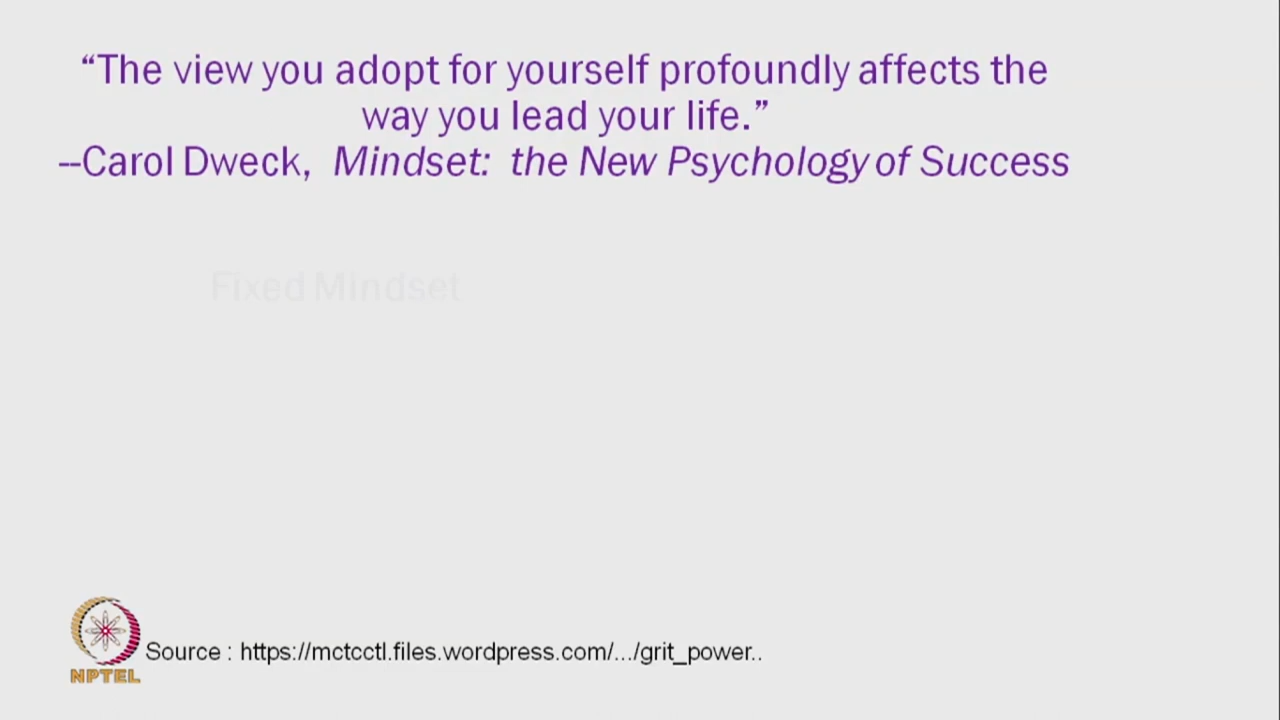 “The view you adopt for yourself profoundly affects the
way you lead your life.”
--Carol Dweck, Mindset: the New Psychology of Success
Fixed Mindset
Source : https://mctcctl.files.wordpress.com/.../grit_power..
NPTEL